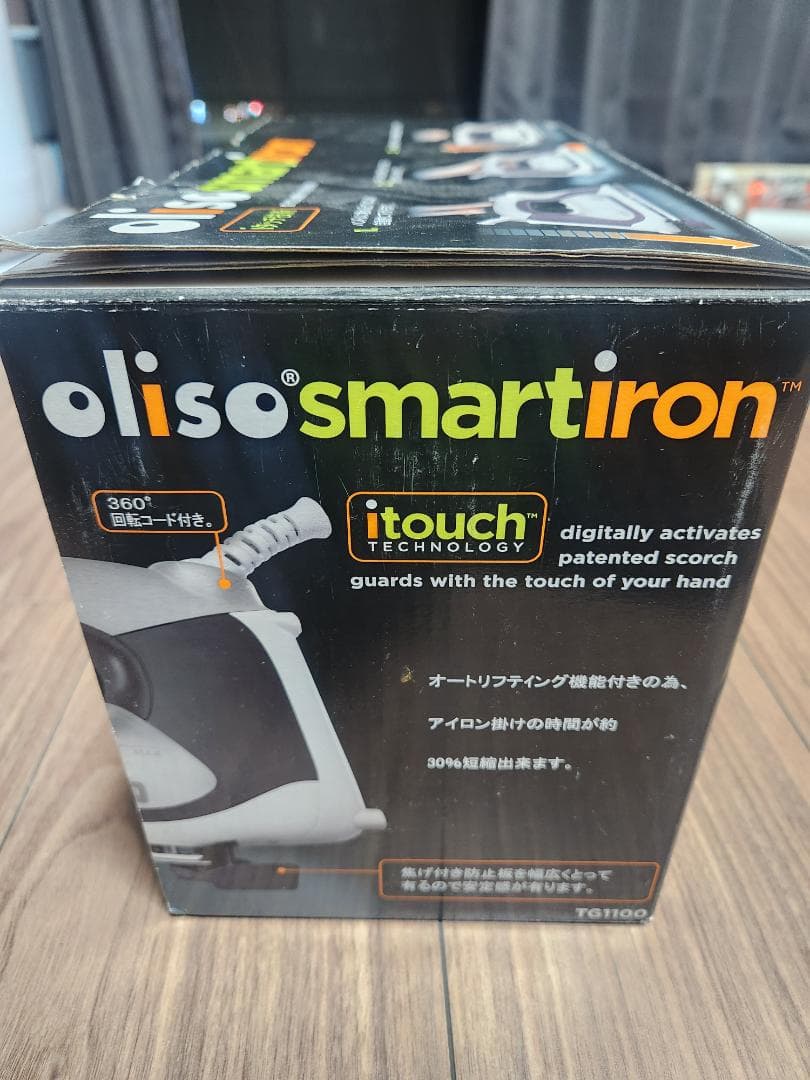 olisosmartiron
oliso®smartiron™
360°
回転コード付き。
itouch™
TECHNOLOGY
digitally activates
patented scorch
guards with the touch of your hand
オートリフテイング機能付きの為、
アイロン掛けの時間が約
30%短縮出来ます。
焦げ付き防止板を幅広くとって
有るので安定感が有ります。
TG1100